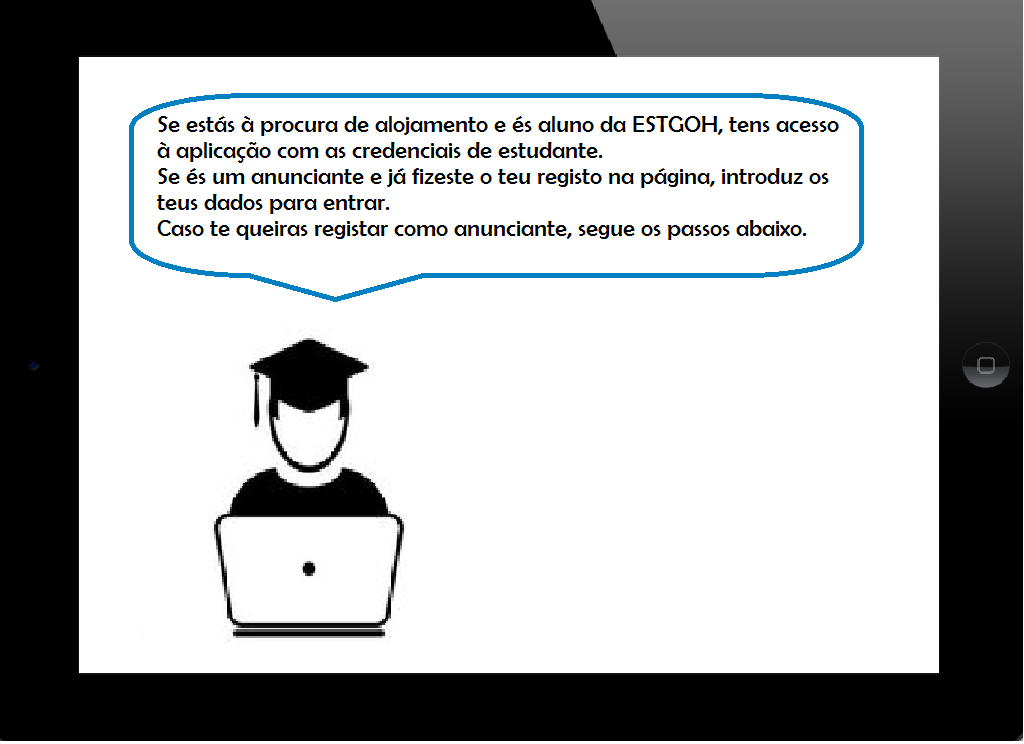 Se estás à procura de alojamento e és aluno da ESTGOH, tens acesso
à aplicação com as credenciais de estudante.
Se és um anunciante e já fizeste o teu registo na página, introduz os
teus dados para entrar.
Caso te queiras registar como anunciante, segue os passos abaixo.